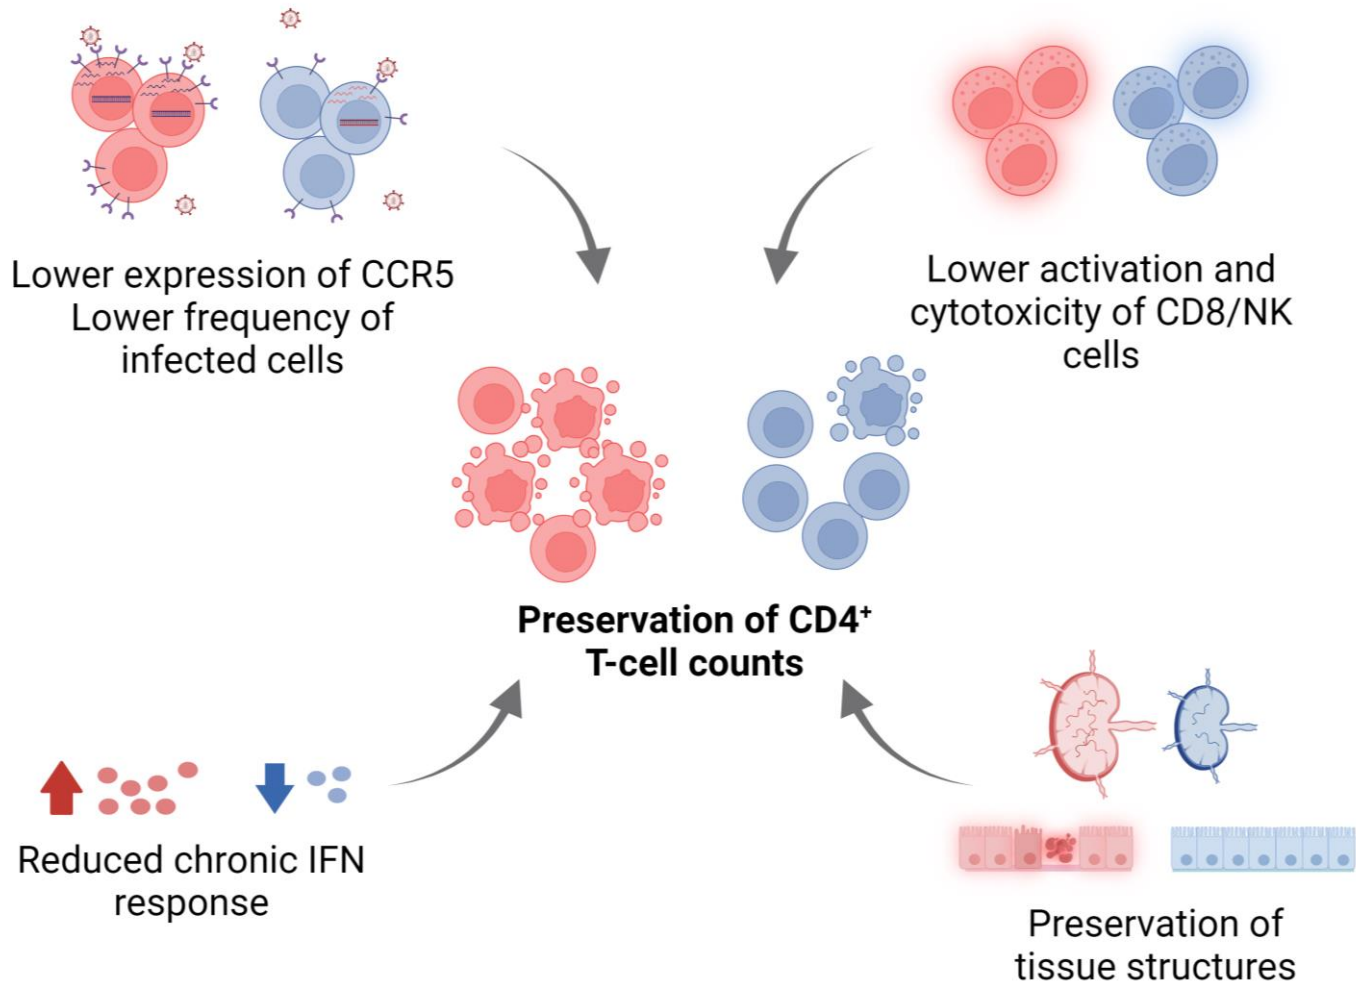 Lower expression of CCR5
Lower frequency of
infected cells
Lower activation and
cytotoxicity of CD8/NK
cells
Preservation of CD4⁺
T-cell counts
Reduced chronic IFN
response
Preservation of
tissue structures